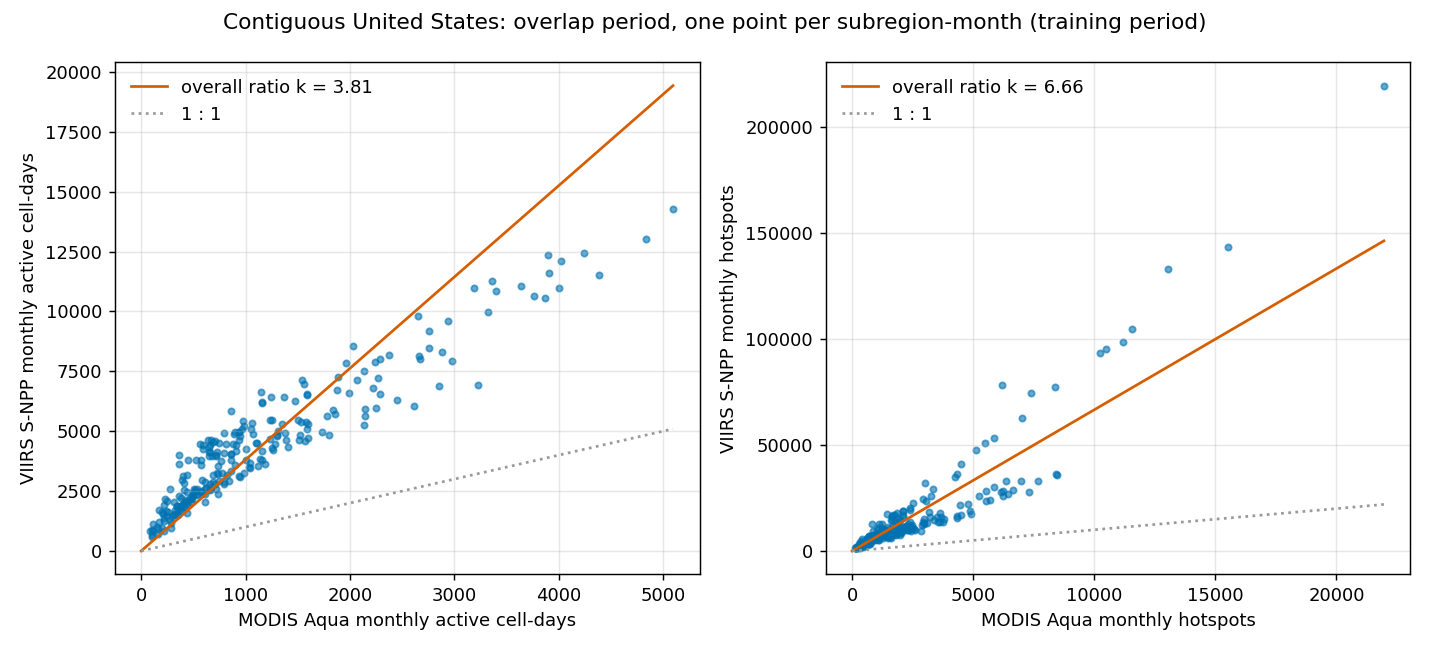 Contiguous United States: overlap period, one point per subregion-month (training period)
overall ratio k = 3.81
1 : 1
20000
17500
15000
12500
10000
7500
5000
2500
0
VIIRS S-NPP monthly active cell-days
0 1000 2000 3000 4000 5000
MODIS Aqua monthly active cell-days
overall ratio k = 6.66
1 : 1
200000
150000
100000
50000
0
VIIRS S-NPP monthly hotspots
0 5000 10000 15000 20000
MODIS Aqua monthly hotspots